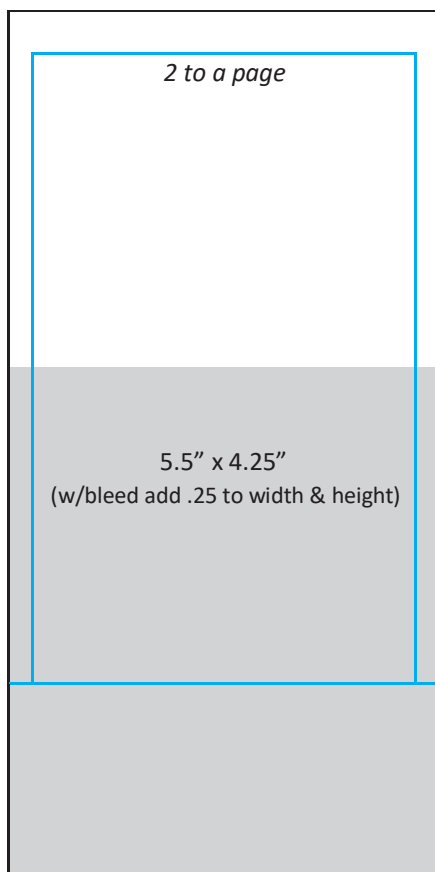 2 to a page
5.5” x 4.25”
(w/bleed add .25 to width & height)